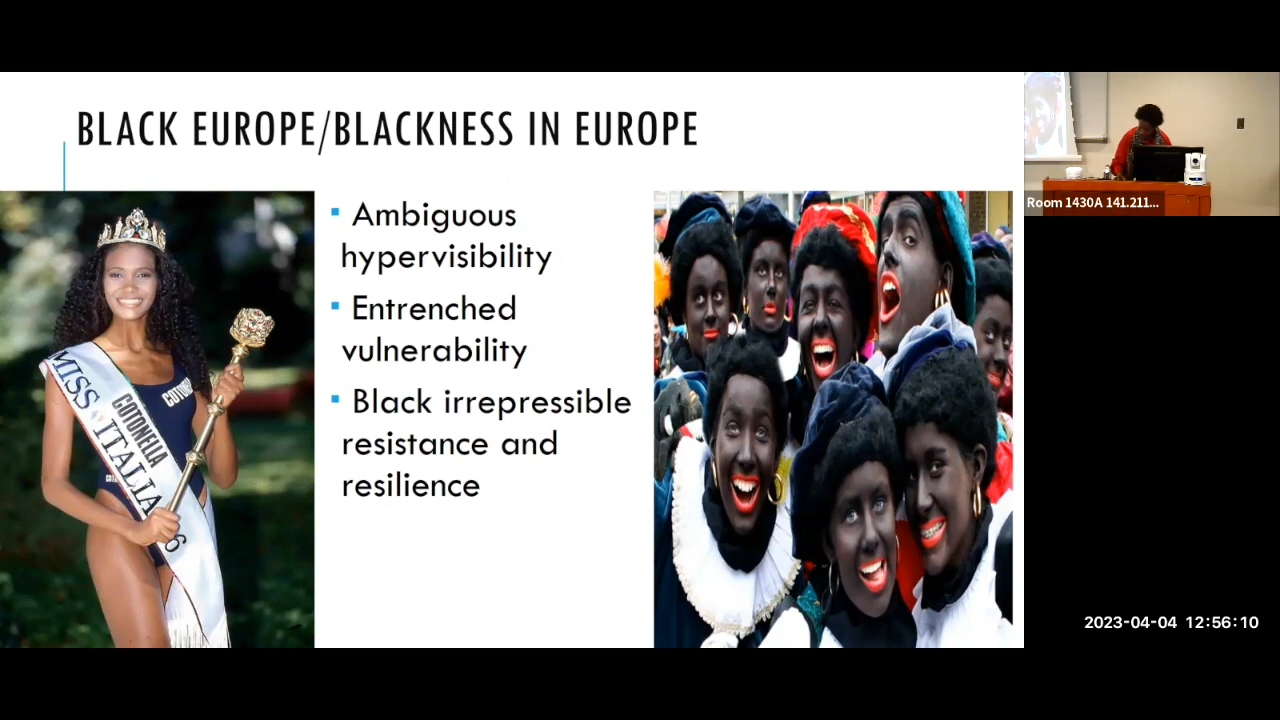 BLACK EUROPE/BLACKNESS IN EUROPE
▪ Ambiguous
hypervisibility
▪ Entrenched
vulnerability
▪ Black irrepressible
resistance and
resilience
MISS ITALIA
COTONELLA
Room 1430A 141.211...
2023-04-04 12:56:10